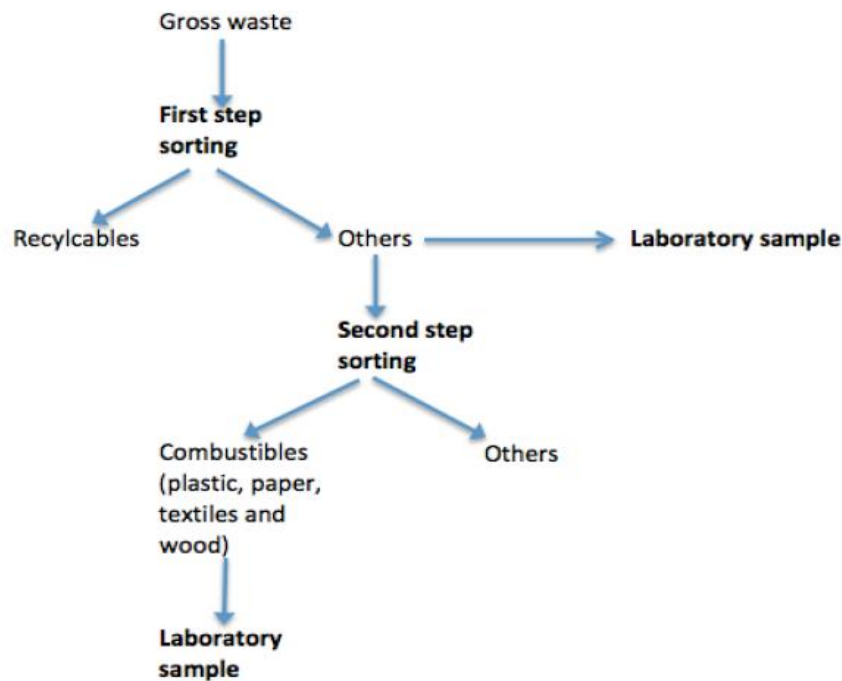 Gross waste
First step
sorting
Recylcables
Others
Laboratory sample
Second step
sorting
Combustibles
(plastic, paper,
textiles and
wood)
Others
Laboratory
sample